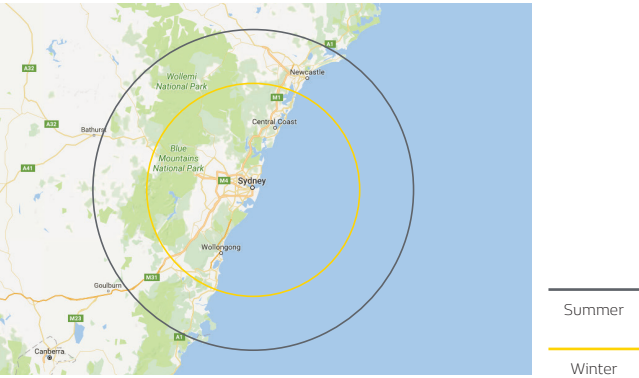 A1
A33
Newcastle
Wollemi
National Park
M1
A32
Central Coast
Bathurst
Blue
Mountains
National Park
A41
M4
Sydney
Wollongong
M31
Goulburn
M23
A1
Canberra
Summer
Winter